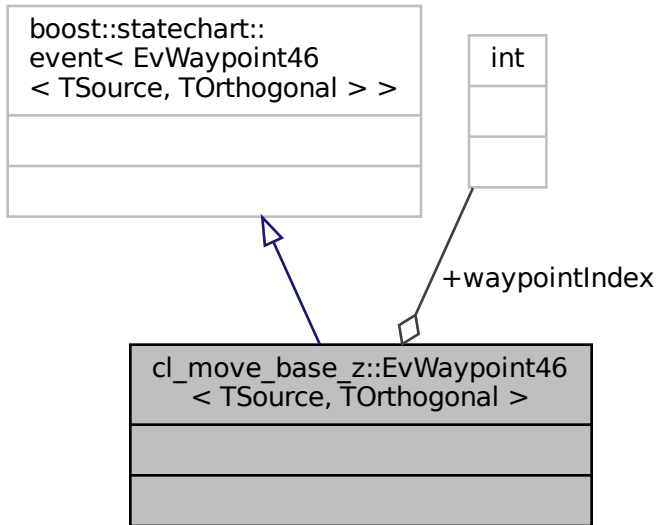 boost::statechart::
event< EvWaypoint46
< TSource, TOrthogonal > >
int
+waypointIndex
cl_move_base_z::EvWaypoint46
< TSource, TOrthogonal >